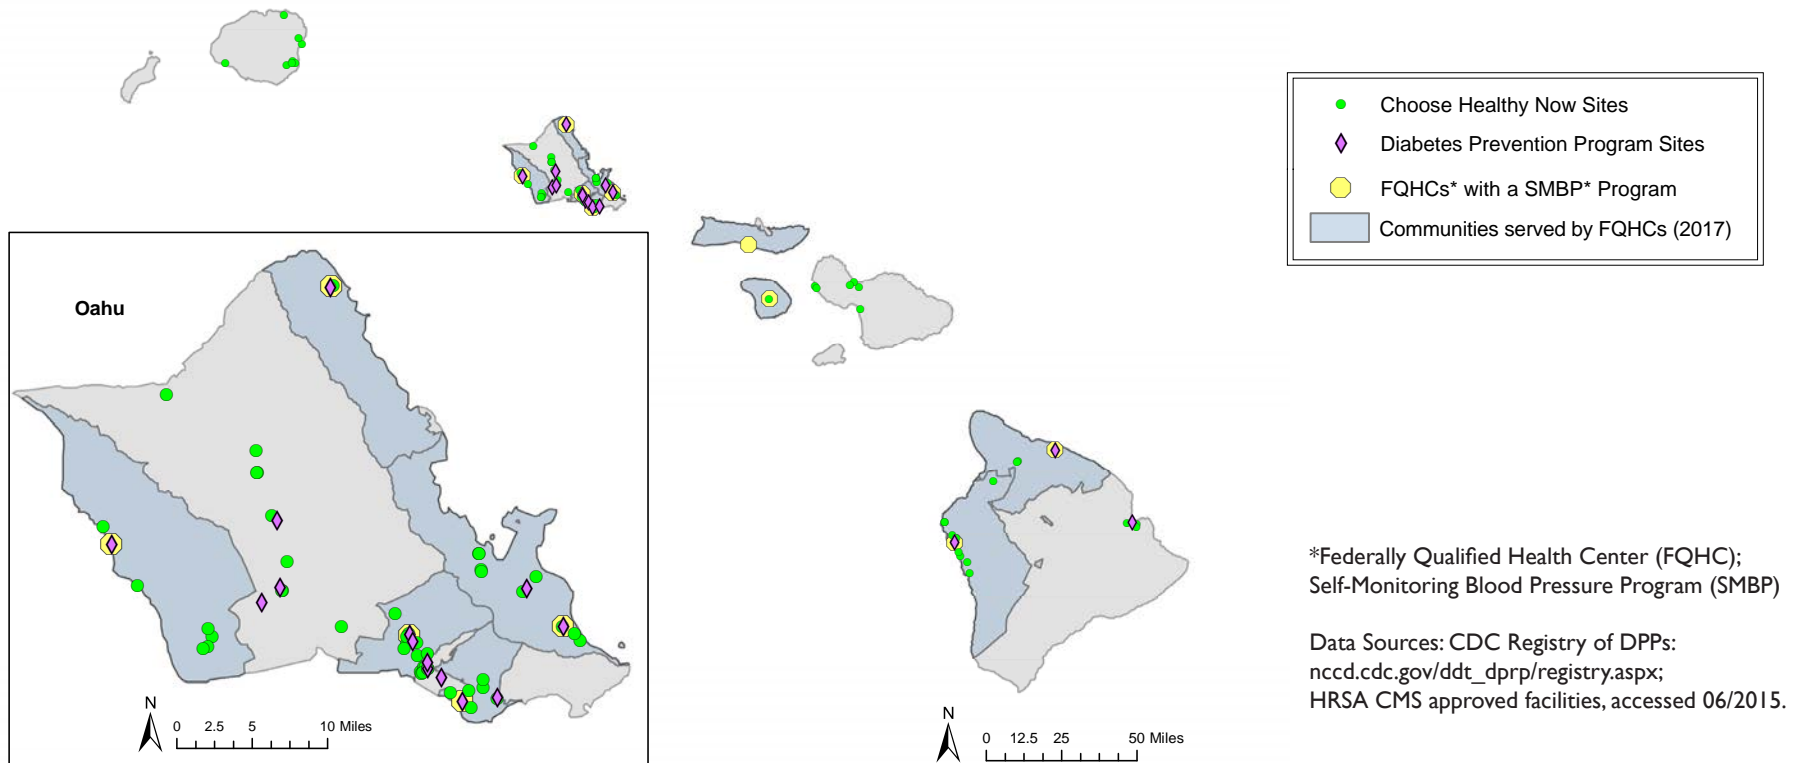 Choose Healthy Now Sites
Diabetes Prevention Program Sites
FQHCs* with a SMBP* Program
Communities served by FQHCs (2017)
Oahu
N
0 2.5 5 10 Miles
N
0 12.5 25 50 Miles
*Federally Qualified Health Center (FQHC);
Self-Monitoring Blood Pressure Program (SMBP)
Data Sources: CDC Registry of DPPs:
nccd.cdc.gov/ddt_dprp/registry.aspx;
HRSA CMS approved facilities, accessed 06/2015.